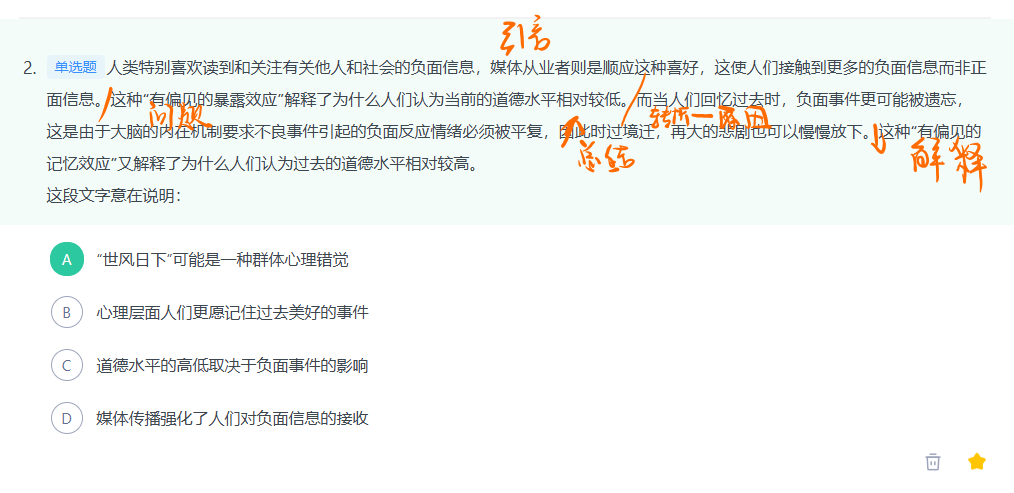 引言
2. 单选题 人类特别喜欢读到和关注有关他人和社会的负面信息，媒体从业者则是顺应这种喜好，这使人们接触到更多的负面信息而非正
面信息。这种“有偏见的暴露效应”解释了为什么人们认为当前的道德水平相对较低。而当人们回忆过去时，负面事件更可能被遗忘，
问题
转折—原因
这是由于大脑的内在机制要求不良事件引起的负面反应情绪必须被平复，因此时过境迁，再大的悲剧也可以慢慢放下。这种“有偏见的
总结
解释
记忆效应”又解释了为什么人们认为过去的道德水平相对较高。
这段文字意在说明：
A “世风日下”可能是一种群体心理错觉
B 心理层面人们更愿记住过去美好的事件
C 道德水平的高低取决于负面事件的影响
D 媒体传播强化了人们对负面信息的接收